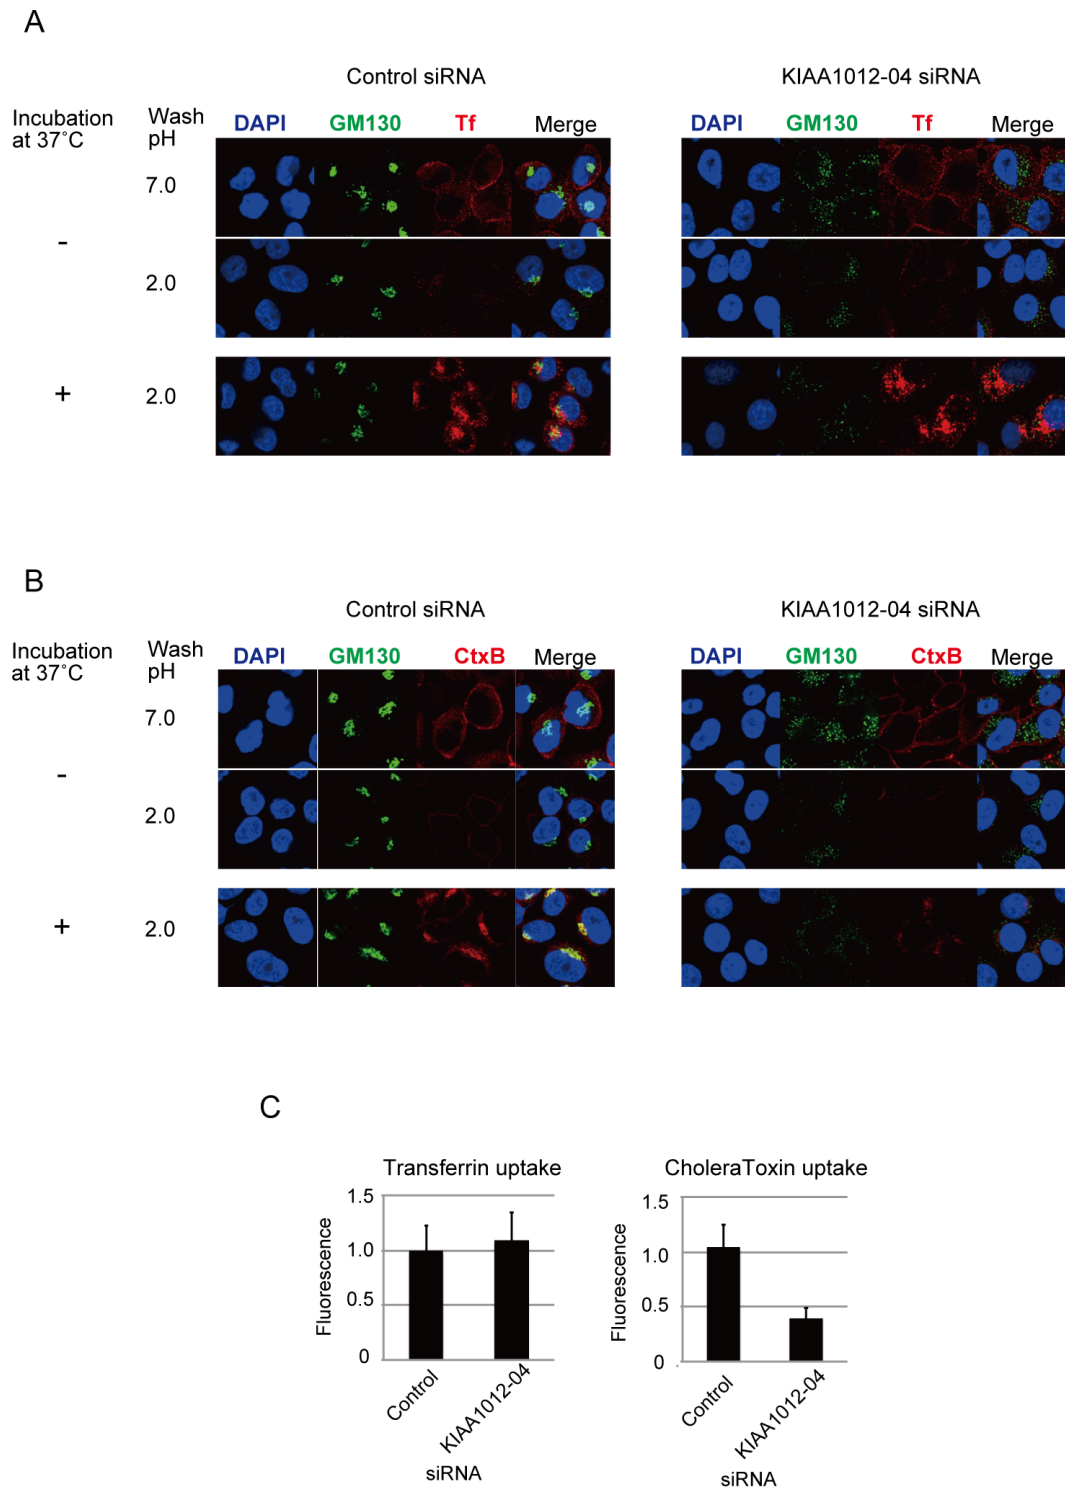 A
Control siRNA
KIAA1012-04 siRNA
Incubation at 37˚C
Wash pH
DAPI GM130 Tf Merge
DAPI GM130 Tf Merge
7.0
-
2.0
+
2.0
B
Control siRNA
KIAA1012-04 siRNA
Incubation at 37˚C
Wash pH
DAPI GM130 CtxB Merge
DAPI GM130 CtxB Merge
7.0
-
2.0
+
2.0
C
Transferrin uptake
1.5
1.0
0.5
0
Fluorescence
Control
KIAA1012-04
siRNA
CholeraToxin uptake
1.5
1.0
0.5
0
Fluorescence
Control
KIAA1012-04
siRNA